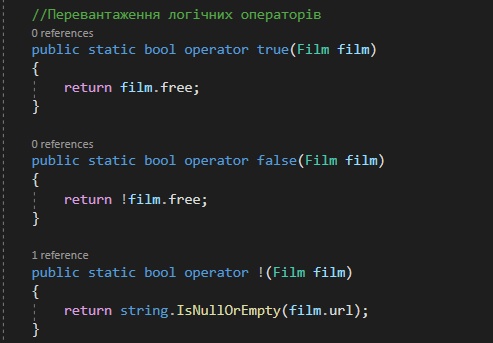 //Перевантаження логічних операторів
0 references
public static bool operator true(Film film)
{
    return film.free;
}
0 references
public static bool operator false(Film film)
{
    return !film.free;
}
1 reference
public static bool operator !(Film film)
{
    return string.IsNullOrEmpty(film.url);
}